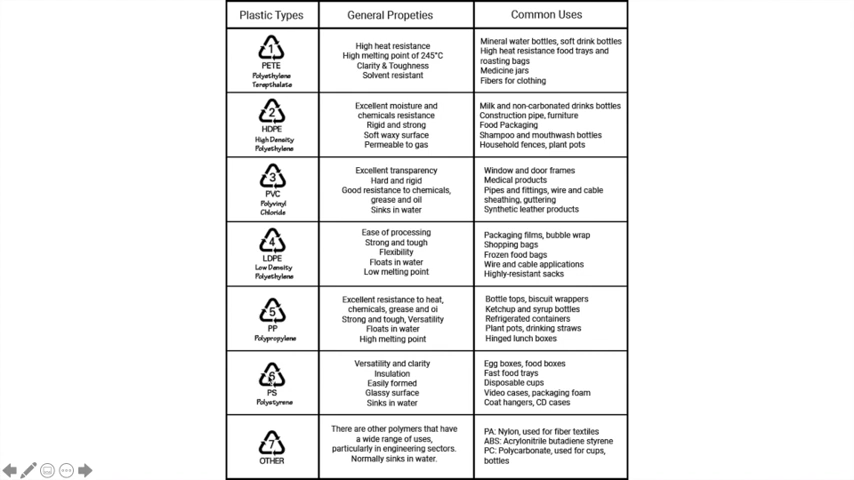 Plastic Types
General Propeties
Common Uses
1
PETE
Polyethylene
Terepthalate
High heat resistance
High melting point of 245°C
Clarity & Toughness
Solvent resistant
Mineral water bottles, soft drink bottles
High heat resistance food trays and
roasting bags
Medicine jars
Fibers for clothing
2
HDPE
High Density
Polyethylene
Excellent moisture and
chemicals resistance
Rigid and strong
Soft waxy surface
Permeable to gas
Milk and non-carbonated drinks bottles
Construction pipe, furniture
Food Packaging
Shampoo and mouthwash bottles
Household fences, plant pots
3
PVC
Polyvinyl
Chloride
Excellent transparency
Hard and rigid
Good resistance to chemicals,
grease and oil
Sinks in water
Window and door frames
Medical products
Pipes and fittings, wire and cable
sheathing, guttering
Synthetic leather products
4
LDPE
Low Density
Polyethylene
Ease of processing
Strong and tough
Flexibility
Floats in water
Low melting point
Packaging films, bubble wrap
Shopping bags
Frozen food bags
Wire and cable applications
Highly-resistant sacks
5
PP
Polypropylene
Excellent resistance to heat,
chemicals, grease and oi
Strong and tough, Versatility
Floats in water
High melting point
Bottle tops, biscuit wrappers
Ketchup and syrup bottles
Refrigerated containers
Plant pots, drinking straws
Hinged lunch boxes
6
PS
Polystyrene
Versatility and clarity
Insulation
Easily formed
Glassy surface
Sinks in water
Egg boxes, food boxes
Fast food trays
Disposable cups
Video cases, packaging foam
Coat hangers, CD cases
7
OTHER
There are other polymers that have
a wide range of uses,
particularly in engineering sectors.
Normally sinks in water.
PA: Nylon, used for fiber textiles
ABS: Acrylonitrile butadiene styrene
PC: Polycarbonate, used for cups,
bottles